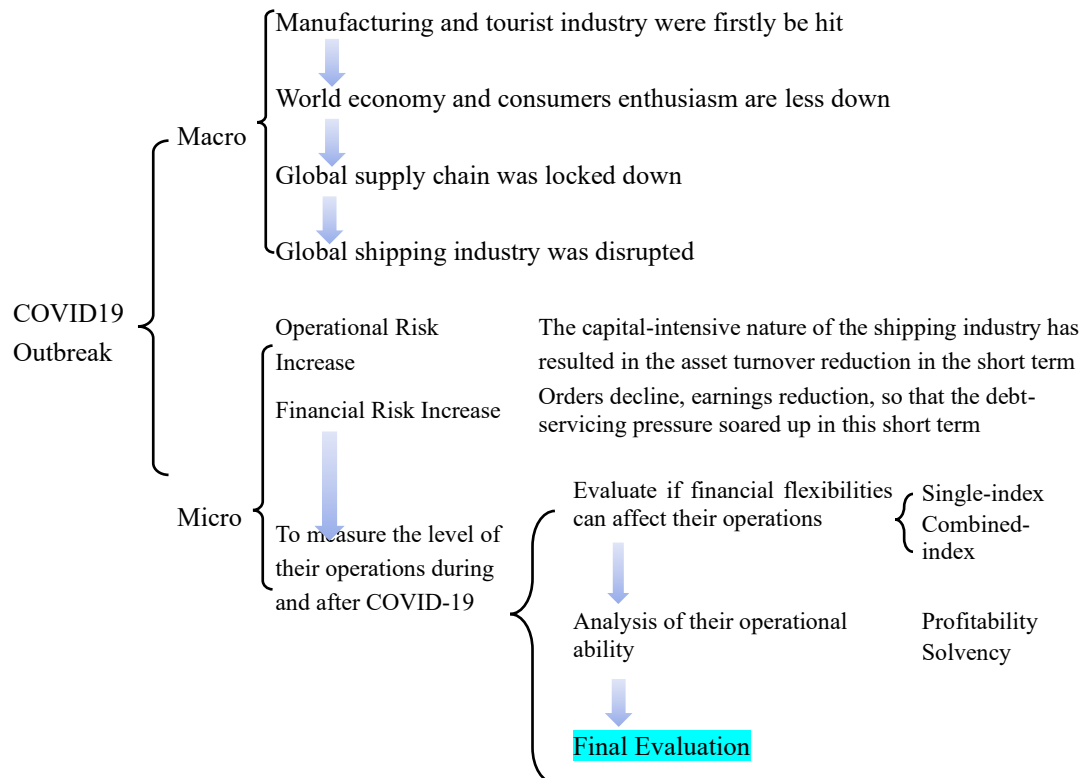 Manufacturing and tourist industry were firstly be hit
World economy and consumers enthusiasm are less down
Macro
Global supply chain was locked down
Global shipping industry was disrupted
COVID19
Outbreak
Operational Risk
Increase
The capital-intensive nature of the shipping industry has
resulted in the asset turnover reduction in the short term
Financial Risk Increase
Orders decline, earnings reduction, so that the debt-
servicing pressure soared up in this short term
Micro
To measure the level of
their operations during
and after COVID-19
Evaluate if financial flexibilities
can affect their operations
Single-index
Combined-
index
Analysis of their operational
ability
Profitability
Solvency
Final Evaluation